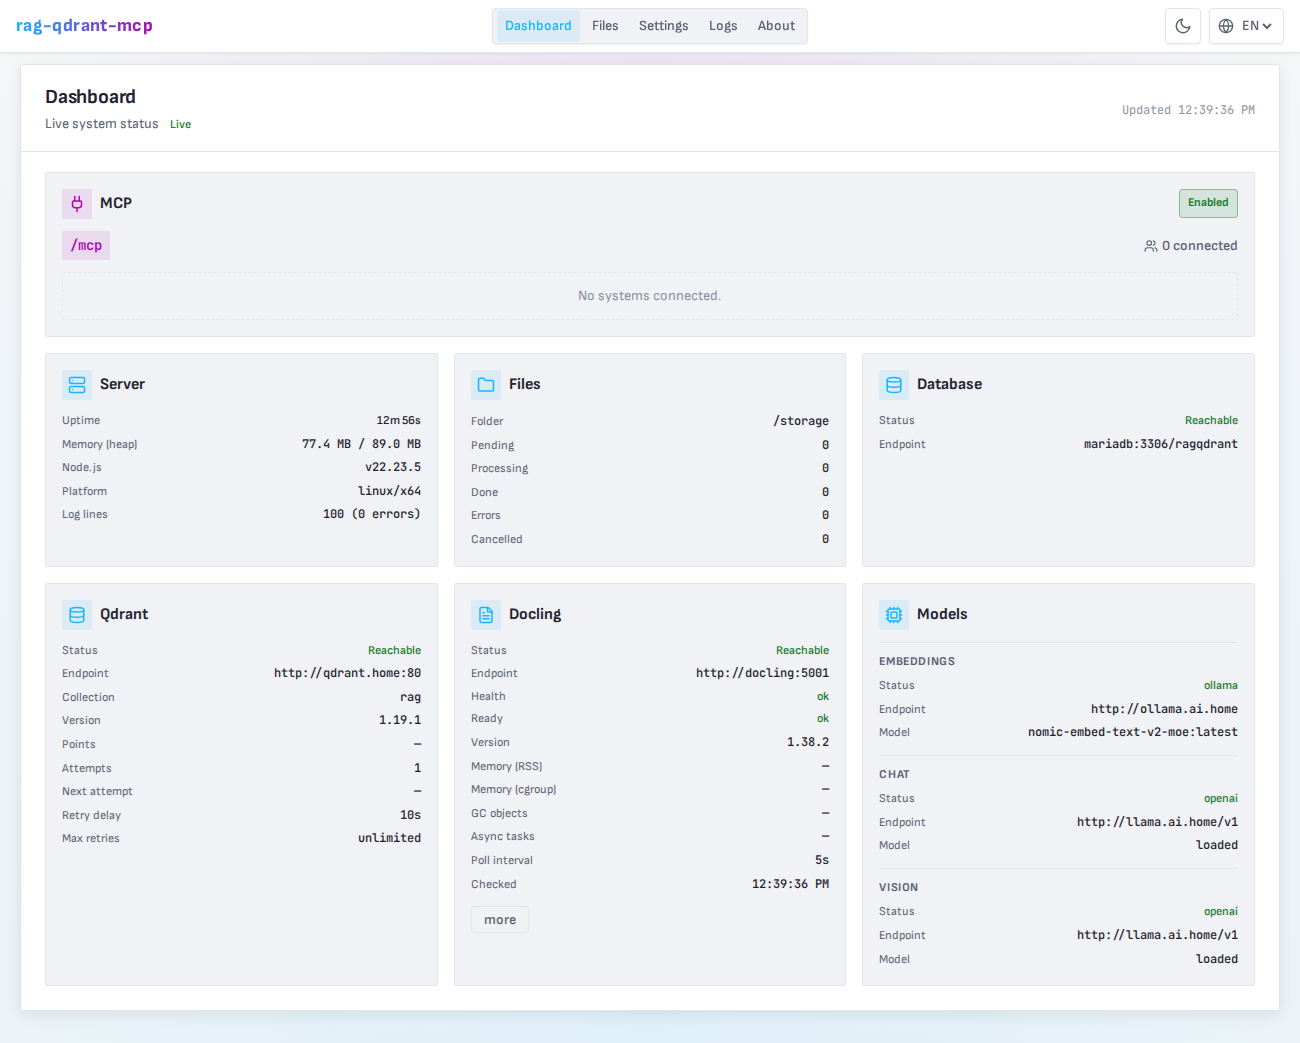 rag-qdrant-mcp
Dashboard Files Settings Logs About
EN
Dashboard
Live system status Live
Updated 12:39:36 PM
MCP
Enabled
/mcp
0 connected
No systems connected.
Server
Uptime 12m 56s
Memory (heap) 77.4 MB / 89.0 MB
Node.js v22.23.5
Platform linux/x64
Log lines 100 (0 errors)
Files
Folder /storage
Pending 0
Processing 0
Done 0
Errors 0
Cancelled 0
Database
Status Reachable
Endpoint mariadb:3306/ragqdrant
Qdrant
Status Reachable
Endpoint http://qdrant.home:80
Collection rag
Version 1.19.1
Points —
Attempts 1
Next attempt —
Retry delay 10s
Max retries unlimited
Docling
Status Reachable
Endpoint http://docling:5001
Health ok
Ready ok
Version 1.38.2
Memory (RSS) —
Memory (cgroup) —
GC objects —
Async tasks —
Poll interval 5s
Checked 12:39:36 PM
more
Models
EMBEDDINGS
Status ollama
Endpoint http://ollama.ai.home
Model nomic-embed-text-v2-moe:latest
CHAT
Status openai
Endpoint http://llama.ai.home/v1
Model loaded
VISION
Status openai
Endpoint http://llama.ai.home/v1
Model loaded